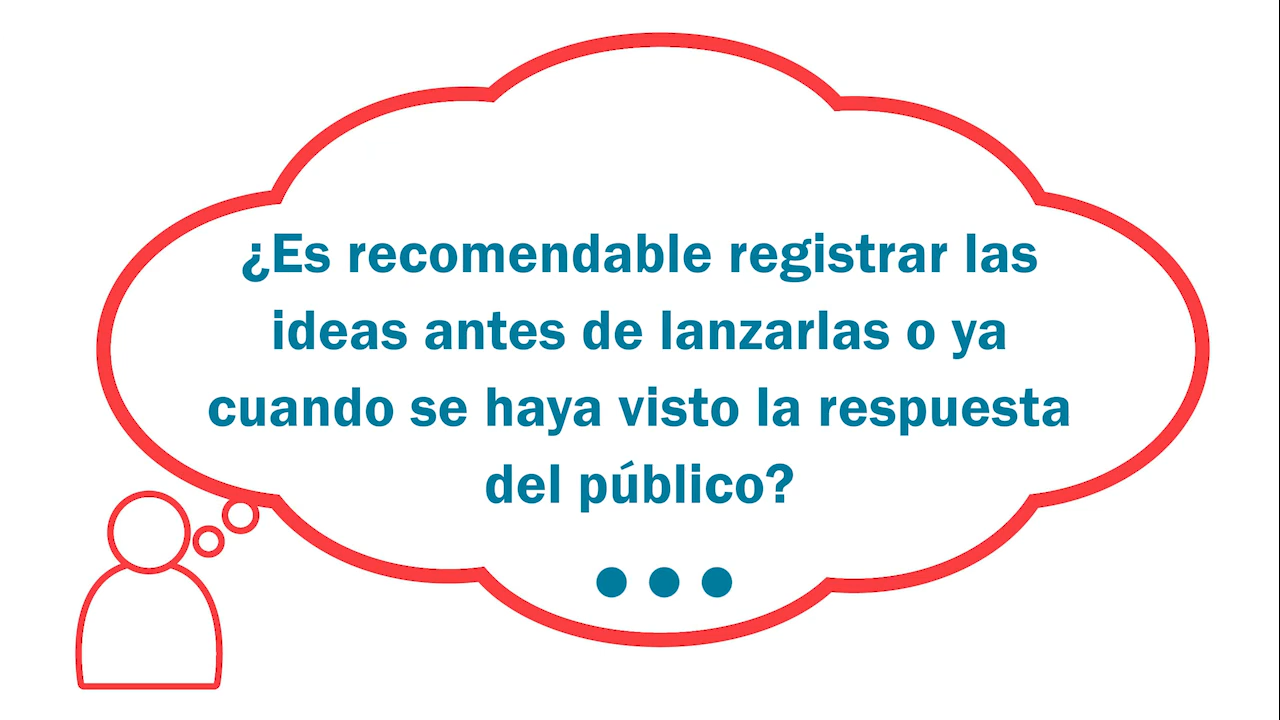 ¿Es recomendable registrar las
ideas antes de lanzarlas o ya
cuando se haya visto la respuesta
del público?